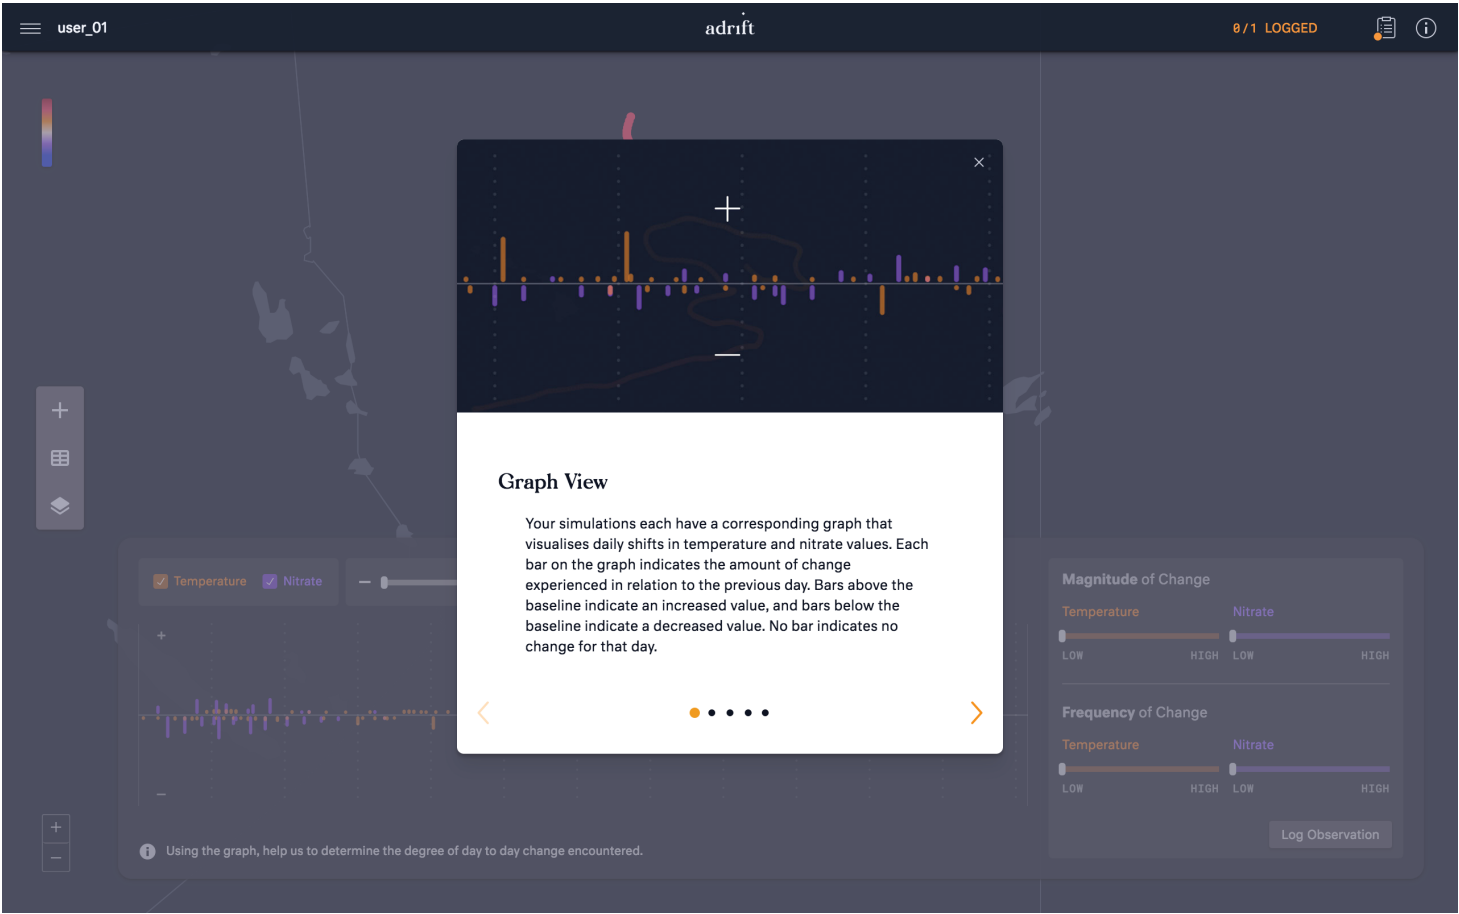 user_01
adrift
0/1 LOGGED
Graph View
Your simulations each have a corresponding graph that
visualises daily shifts in temperature and nitrate values. Each
bar on the graph indicates the amount of change
experienced in relation to the previous day. Bars above the
baseline indicate an increased value, and bars below the
baseline indicate a decreased value. No bar indicates no
change for that day.
Temperature Nitrate
Magnitude of Change
Temperature Nitrate
LOW HIGH LOW HIGH
Frequency of Change
Temperature Nitrate
LOW HIGH LOW HIGH
Log Observation
Using the graph, help us to determine the degree of day to day change encountered.